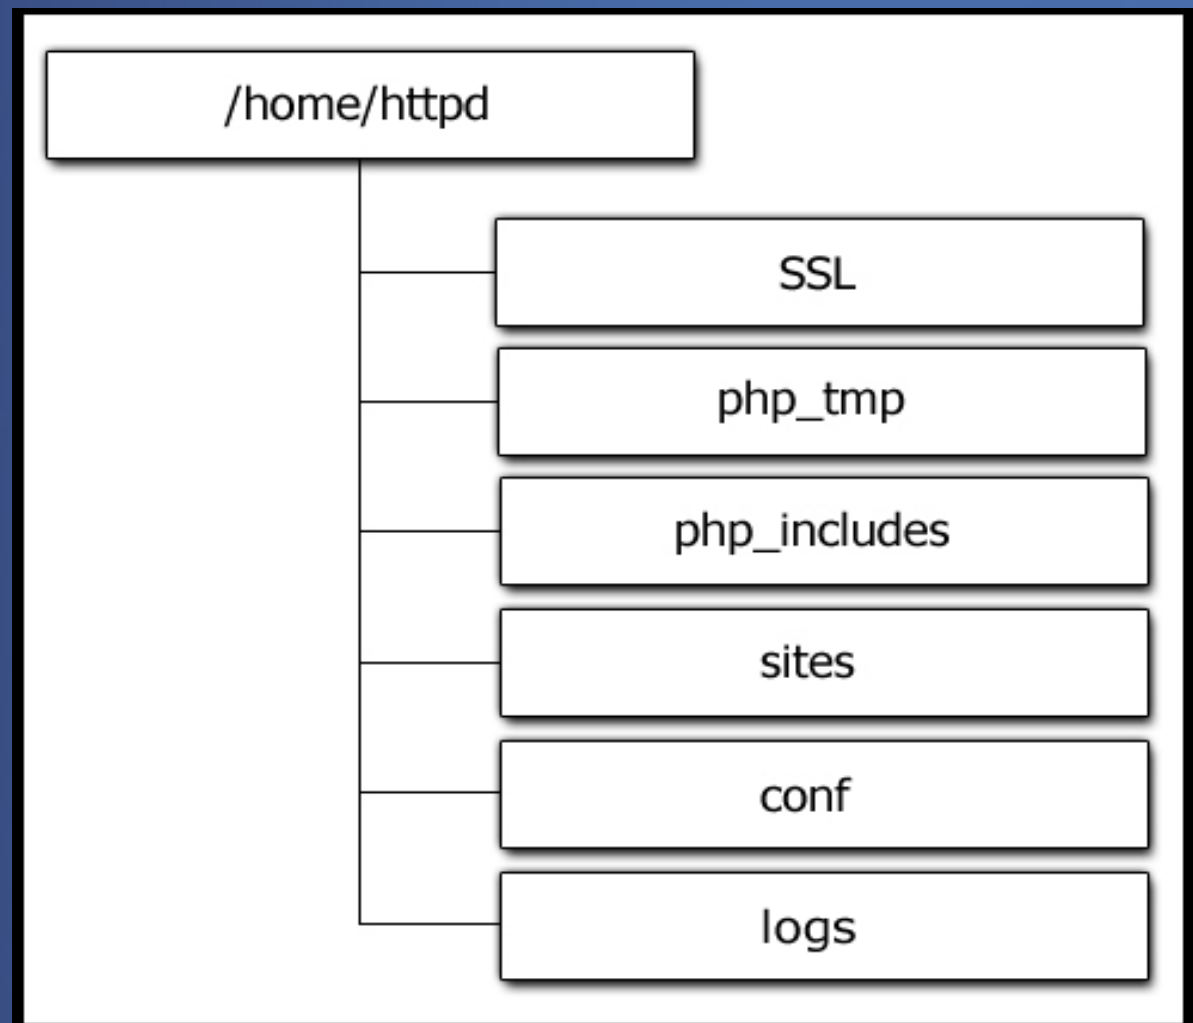 /home/httpd
SSL
php_tmp
php_includes
sites
conf
logs